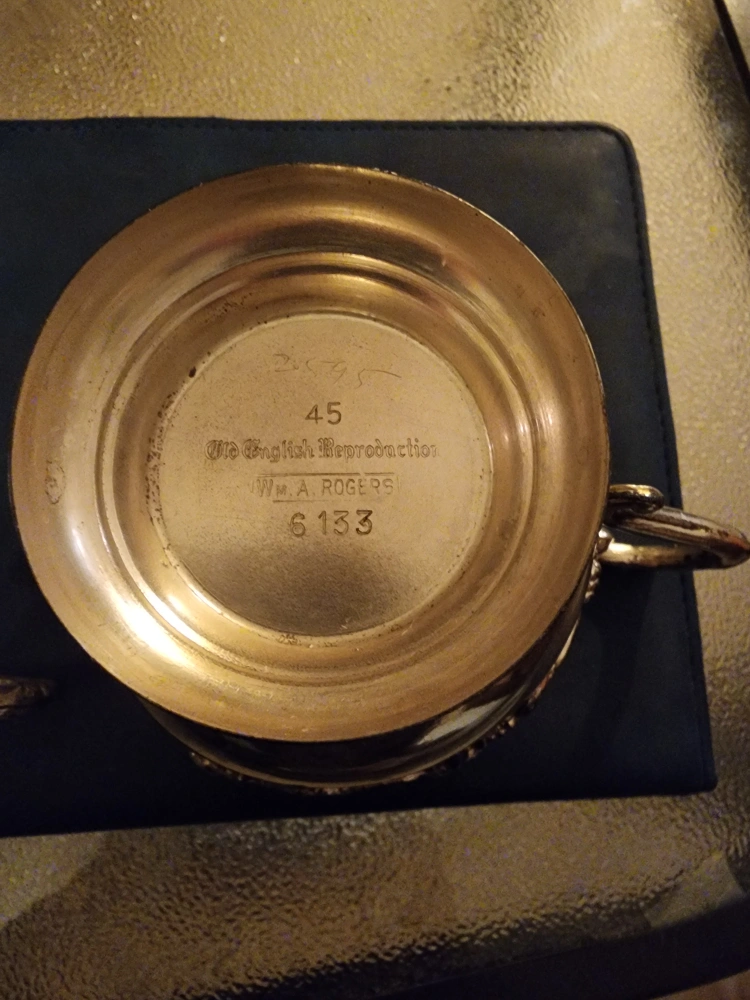 45
Old English Reproduction
WM. A. ROGERS
6133